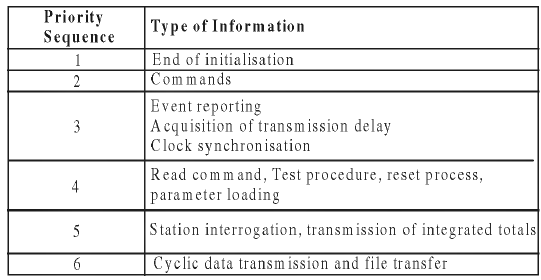 Priority Sequence
Type of Information
1
End of initialisation
2
Commands
3
Event reporting
Acquisition of transmission delay
Clock synchronisation
4
Read command, Test procedure, reset process,
parameter loading
5
Station interrogation, transmission of integrated totals
6
Cyclic data transmission and file transfer